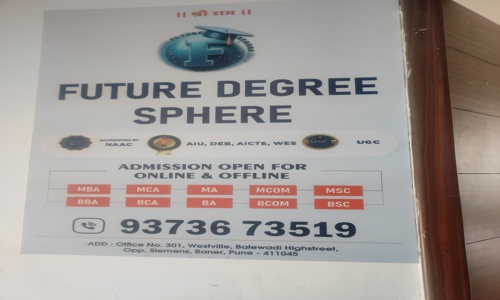 ।। श्री राम ।।
F
FUTURE DEGREE
SPHERE
ACCREDITED BY
NAAC
AIU, DEB, AICTE, WES
UGC
ADMISSION OPEN FOR
ONLINE & OFFLINE
MBA MCA MA MCOM MSC
BBA BCA BA BCOM BSC
93736 73519
ADD : Office No. 301, Westville, Balewadi Highstreet,
Opp. Siemens, Baner, Pune - 411045